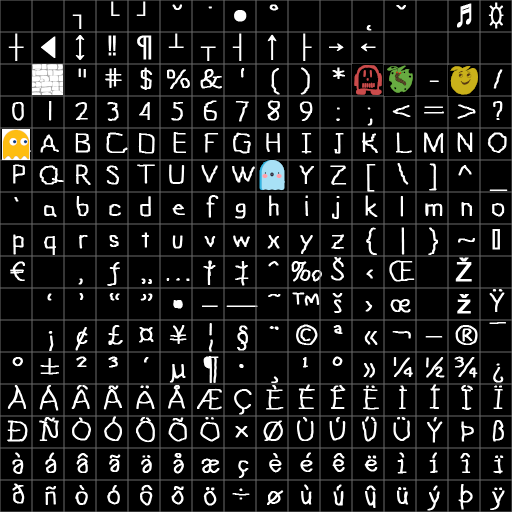 ┐ └ ┘ ˘ ˙ ● ˚ ˛ ˇ ♬ ☼
┼ ◄ ↕ ‼ ¶ ┴ ┬ ┤ ↑ ├ → ←
" # $ % & ' ( ) * - /
0 1 2 3 4 5 6 7 8 9 : ; < = > ?
A B C D E F G H I J K L M N O
P Q R S T U V W Y Z [ \ ] ^ _
` a b c d e f g h i j k l m n o
p q r s t u v w x y z { | } ~ ▯
€ ‚ ƒ „ … † ‡ ˆ ‰ Š ‹ Œ Ž
‘ ’ “ ” • – — ˜ ™ š › œ ž Ÿ
¡ ¢ £ ¤ ¥ ¦ § ¨ © ª « ¬ – ® ¯
° ± ² ³ ´ µ ¶ · ¸ ¹ º » ¼ ½ ¾ ¿
À Á Â Ã Ä Å Æ Ç È É Ê Ë Ì Í Î Ï
Ð Ñ Ò Ó Ô Õ Ö × Ø Ù Ú Û Ü Ý Þ ß
à á â ã ä å æ ç è é ê ë ì í î ï
ð ñ ò ó ô õ ö ÷ ø ù ú û ü ý þ ÿ